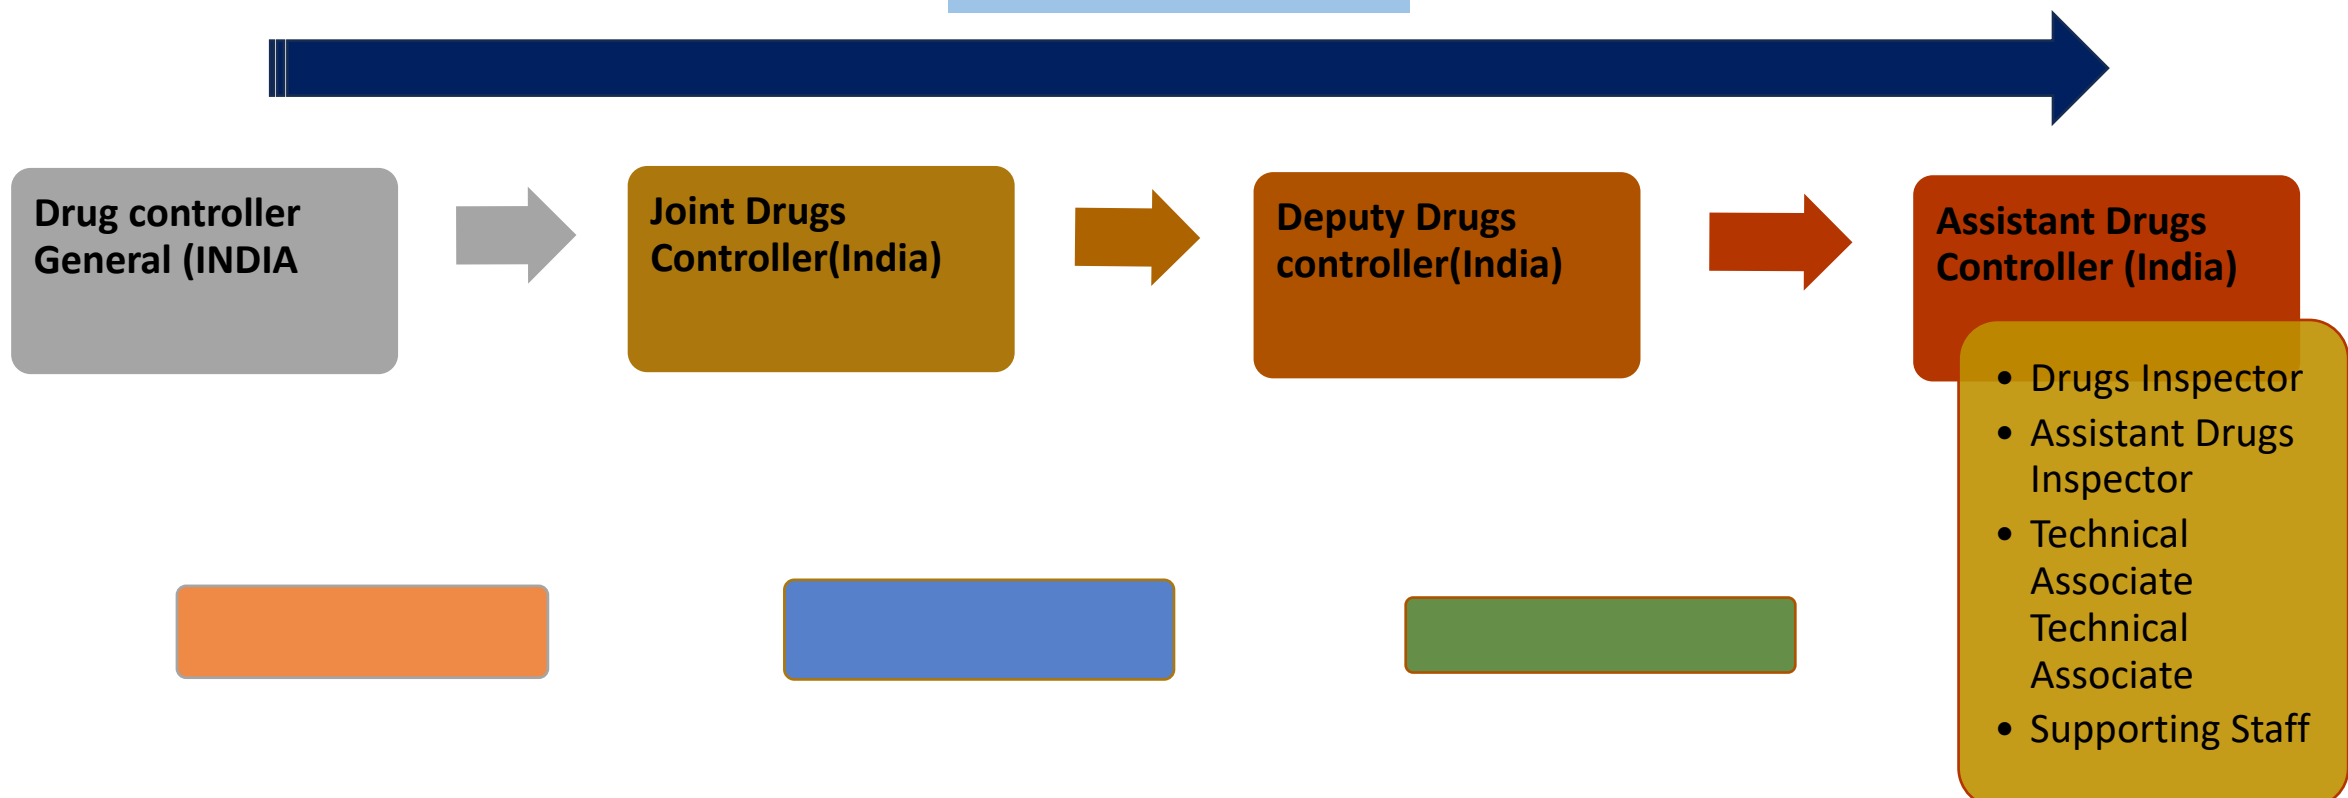 Drug controller
General (INDIA
Joint Drugs
Controller(India)
Deputy Drugs
controller(India)
Assistant Drugs
Controller (India)
• Drugs Inspector
• Assistant Drugs
Inspector
• Technical
Associate
Technical
Associate
• Supporting Staff